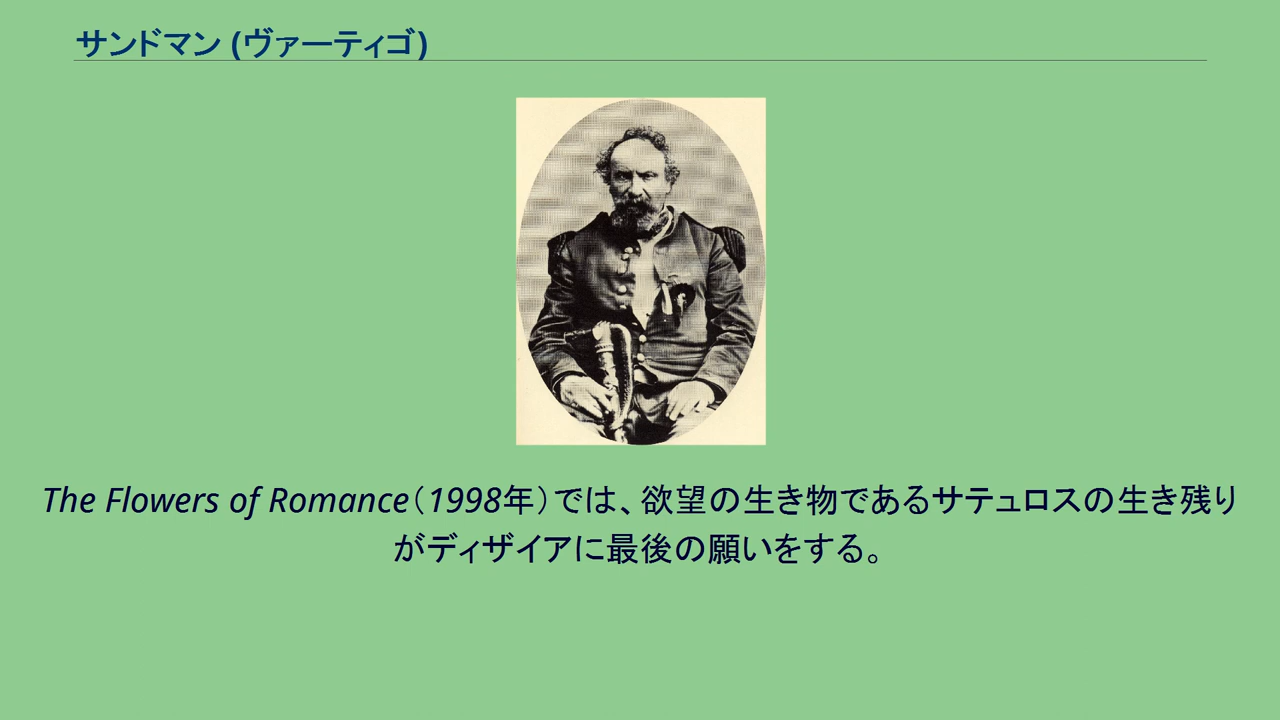 サンドマン (ヴァーティゴ)
The Flowers of Romance（1998年）では、欲望の生き物であるサテュロスの生き残り
がディザイアに最後の願いをする。